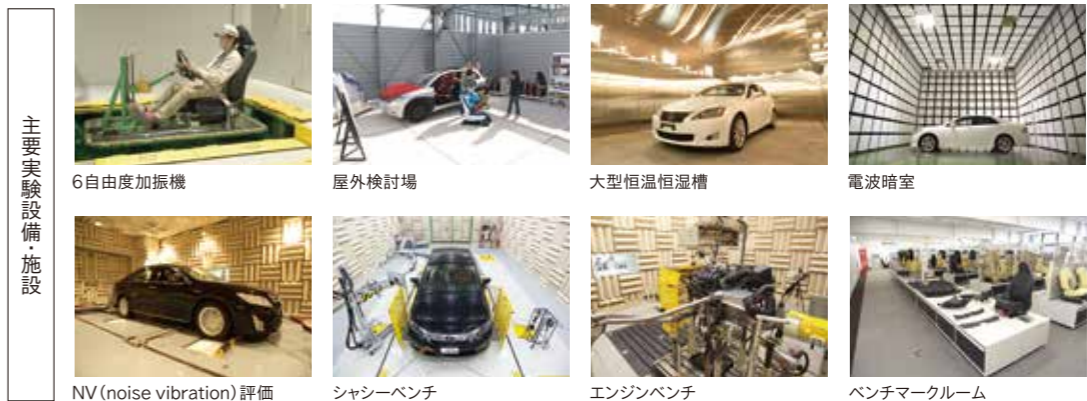 主要実験設備・施設
6自由度加振機
屋外検討場
大型恒温恒湿槽
電波暗室
NV(noise vibration)評価
シャシーベンチ
エンジンベンチ
ベンチマークルーム